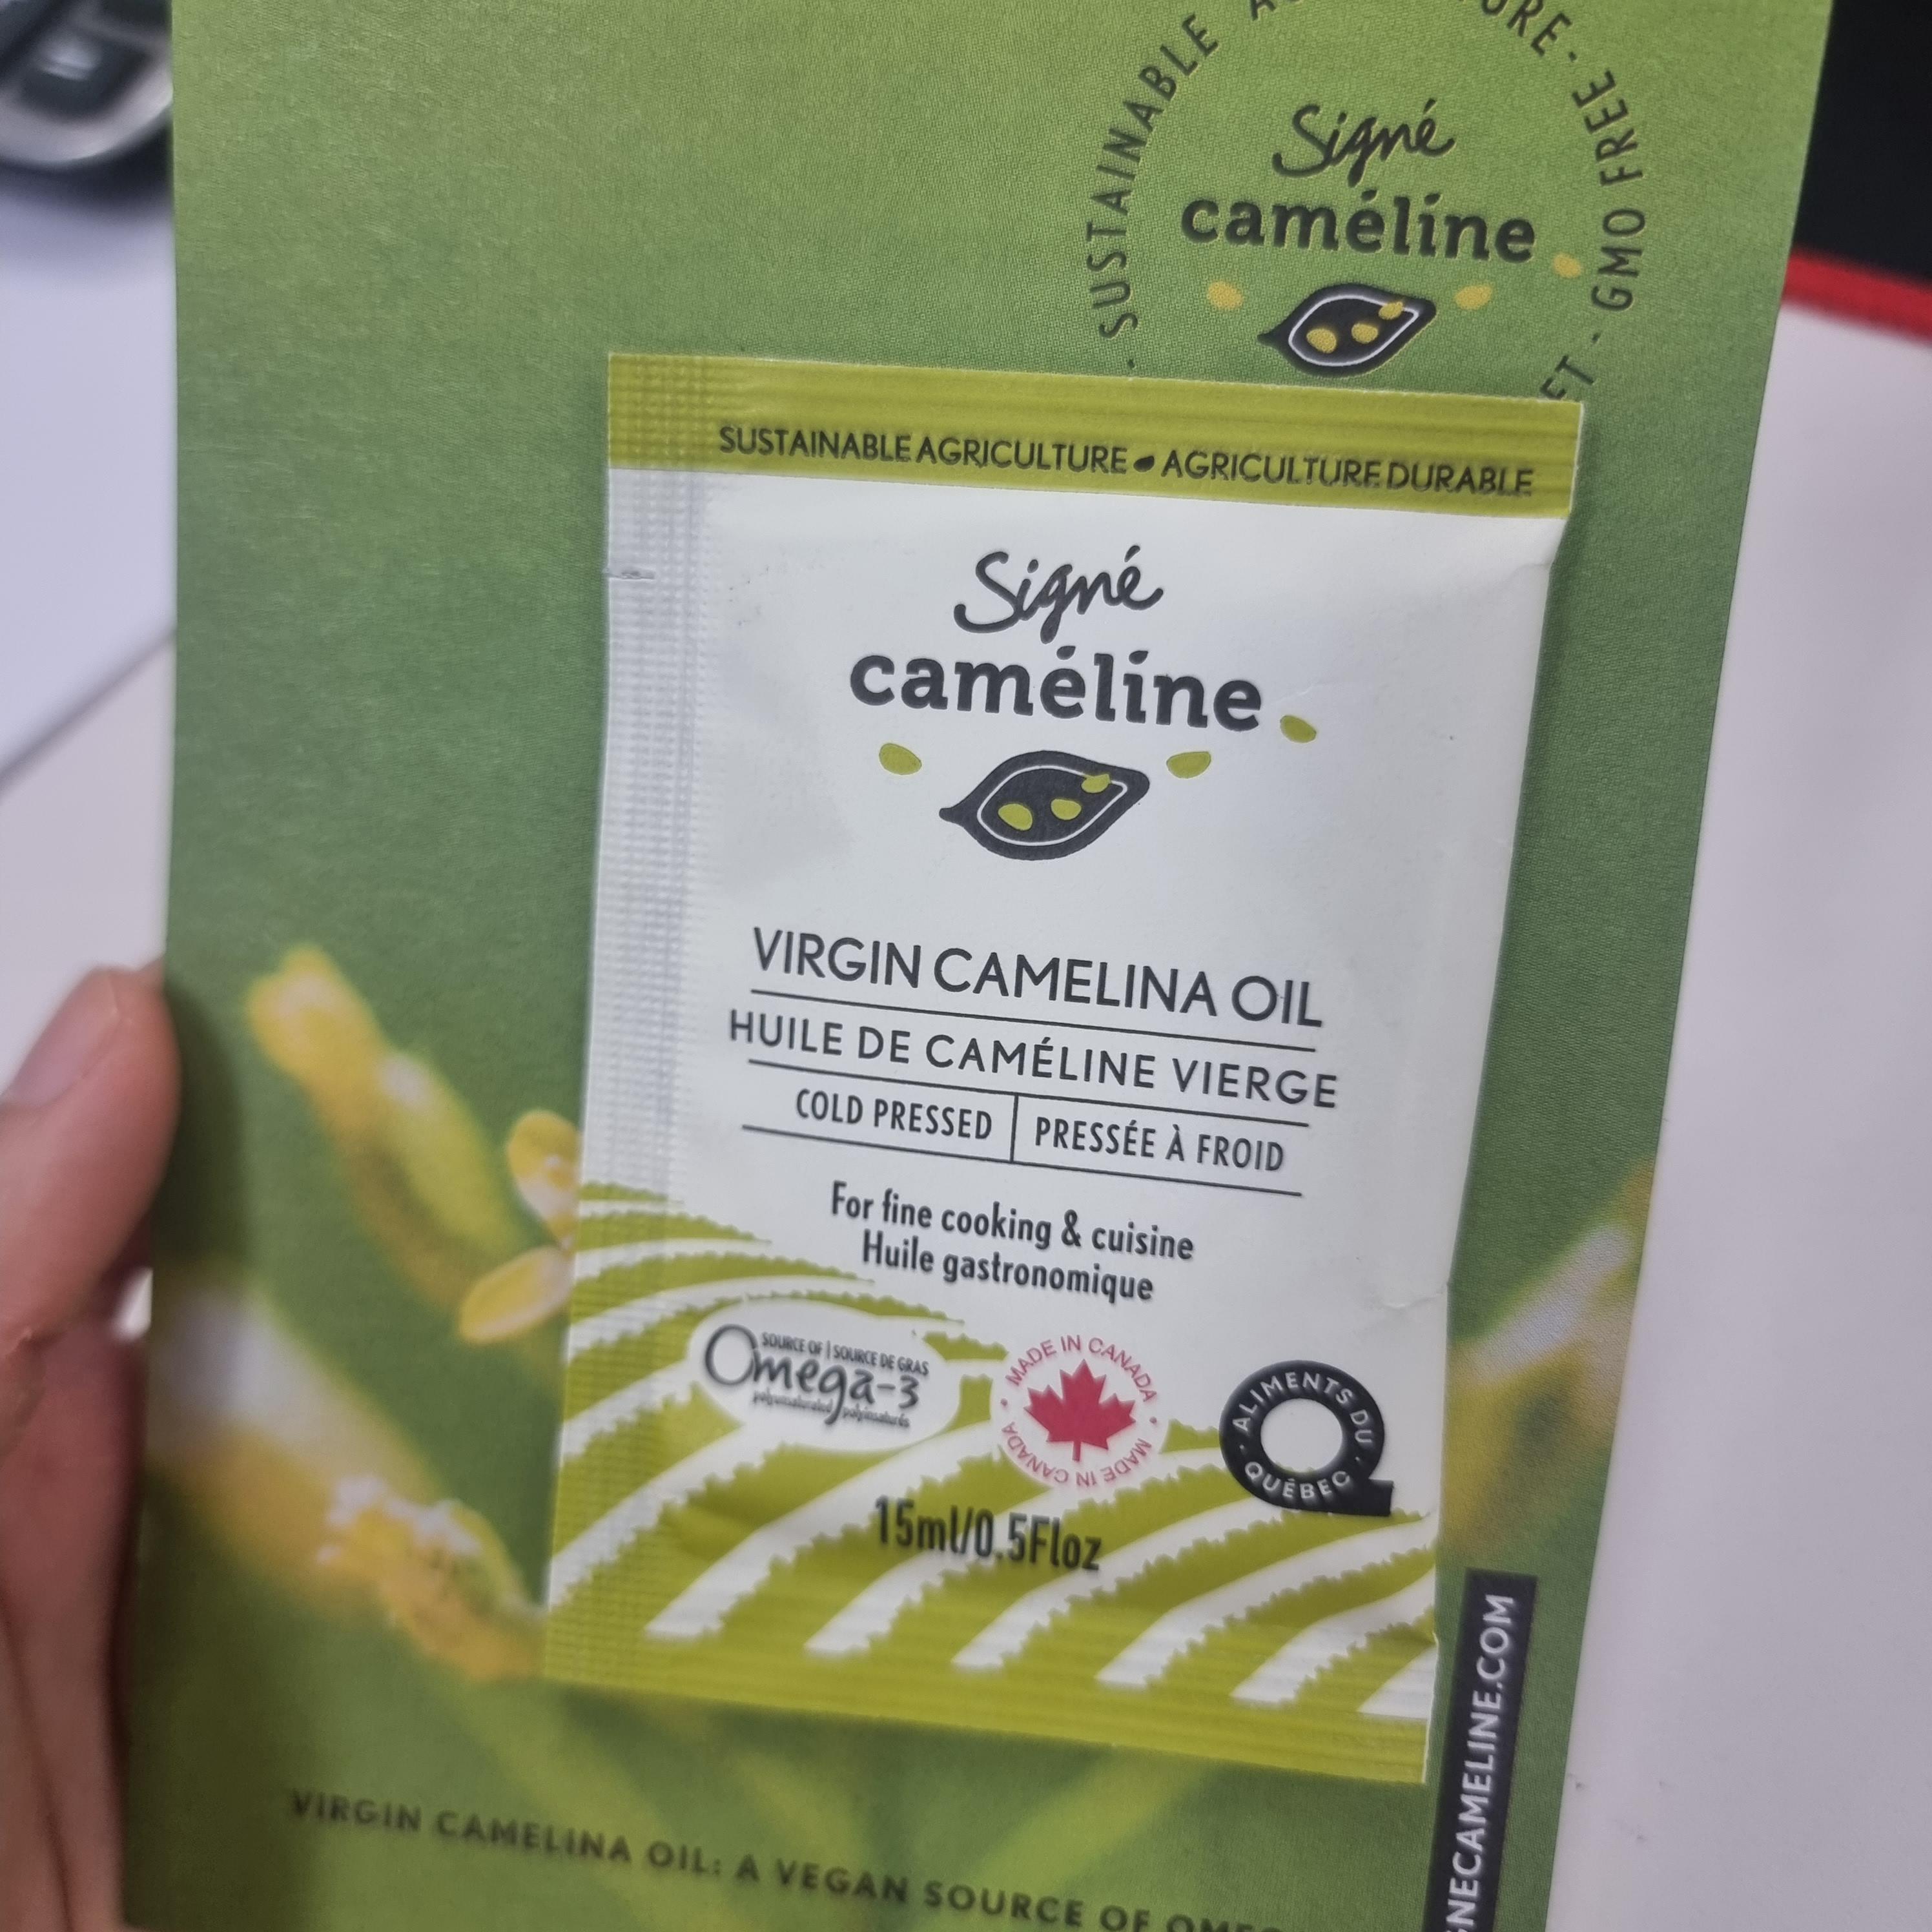 SUSTAINABLE
· GMO FREE ·
Signé
caméline
SUSTAINABLE AGRICULTURE AGRICULTURE DURABLE
Signé
caméline
VIRGIN CAMELINA OIL
HUILE DE CAMÉLINE VIERGE
COLD PRESSED | PRESSÉE À FROID
For fine cooking & cuisine
Huile gastronomique
SOURCE OF | SOURCE DE GRAS
Omega-3
polyunsaturated | polyinsaturés
MADE IN CANADA · MADE IN CANADA ·
· ALIMENTS DU · QUÉBEC
15ml/0.5Floz
VIRGIN CAMELINA OIL: A VEGAN SOURCE OF
NECAMELINE.COM